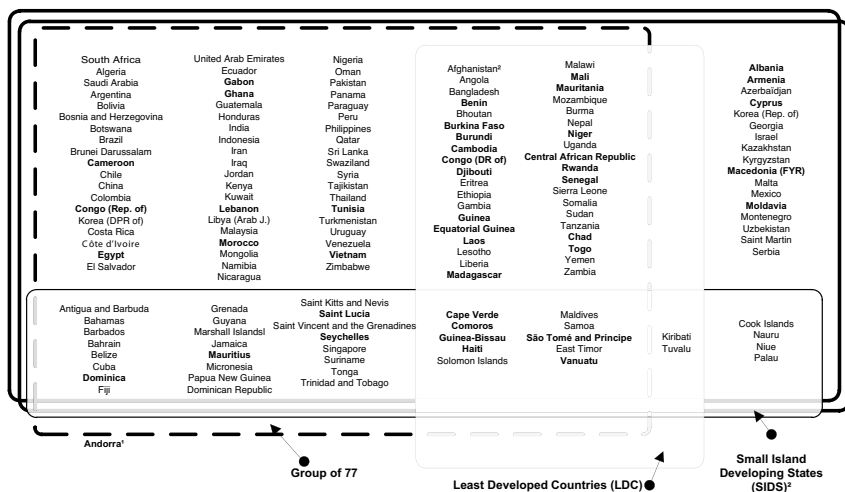 South Africa
Algeria
Saudi Arabia
Argentina
Bolivia
Bosnia and Herzegovina
Botswana
Brazil
Brunei Darussalam
Cameroon
Chile
China
Colombia
Congo (Rep. of)
Korea (DPR of)
Costa Rica
Côte d'Ivoire
Egypt
El Salvador
United Arab Emirates
Ecuador
Gabon
Ghana
Guatemala
Honduras
India
Indonesia
Iran
Iraq
Jordan
Kenya
Kuwait
Lebanon
Libya (Arab J.)
Malaysia
Morocco
Mongolia
Namibia
Nicaragua
Nigeria
Oman
Pakistan
Panama
Paraguay
Peru
Philippines
Qatar
Sri Lanka
Swaziland
Syria
Tajikistan
Thailand
Tunisia
Turkmenistan
Uruguay
Venezuela
Vietnam
Zimbabwe
Afghanistan²
Angola
Bangladesh
Benin
Bhoutan
Burkina Faso
Burundi
Cambodia
Congo (DR of)
Djibouti
Eritrea
Ethiopia
Gambia
Guinea
Equatorial Guinea
Laos
Lesotho
Liberia
Madagascar
Malawi
Mali
Mauritania
Mozambique
Burma
Nepal
Niger
Uganda
Central African Republic
Rwanda
Senegal
Sierra Leone
Somalia
Sudan
Tanzania
Chad
Togo
Yemen
Zambia
Albania
Armenia
Azerbaïdjan
Cyprus
Korea (Rep. of)
Georgia
Israel
Kazakhstan
Kyrgyzstan
Macedonia (FYR)
Malta
Mexico
Moldavia
Montenegro
Uzbekistan
Saint Martin
Serbia
Antigua and Barbuda
Bahamas
Barbados
Bahrain
Belize
Cuba
Dominica
Fiji
Grenada
Guyana
Marshall Islandsl
Jamaica
Mauritius
Micronesia
Papua New Guinea
Dominican Republic
Saint Kitts and Nevis
Saint Lucia
Saint Vincent and the Grenadines
Seychelles
Singapore
Suriname
Tonga
Trinidad and Tobago
Cape Verde
Comoros
Guinea-Bissau
Haiti
Solomon Islands
Maldives
Samoa
São Tomé and Principe
East Timor
Vanuatu
Kiribati
Tuvalu
Cook Islands
Nauru
Niue
Palau
Andorra¹
Group of 77
Least Developed Countries (LDC)
Small Island
Developing States
(SIDS)²